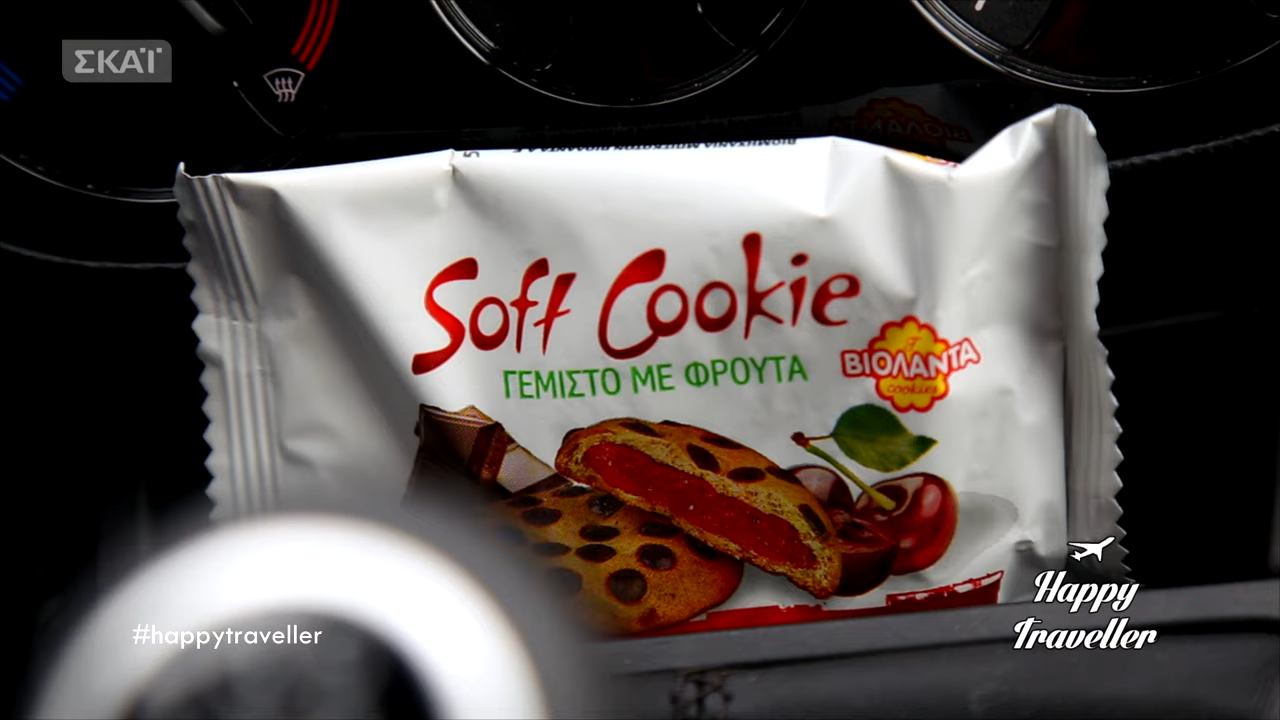 ΣΚΑΪ
Soft Cookie
ΓΕΜΙΣΤΟ ΜΕ ΦΡΟΥΤΑ
ΒΙΟΛΑΝΤΑ
cookies
#happytraveller
Happy
Traveller